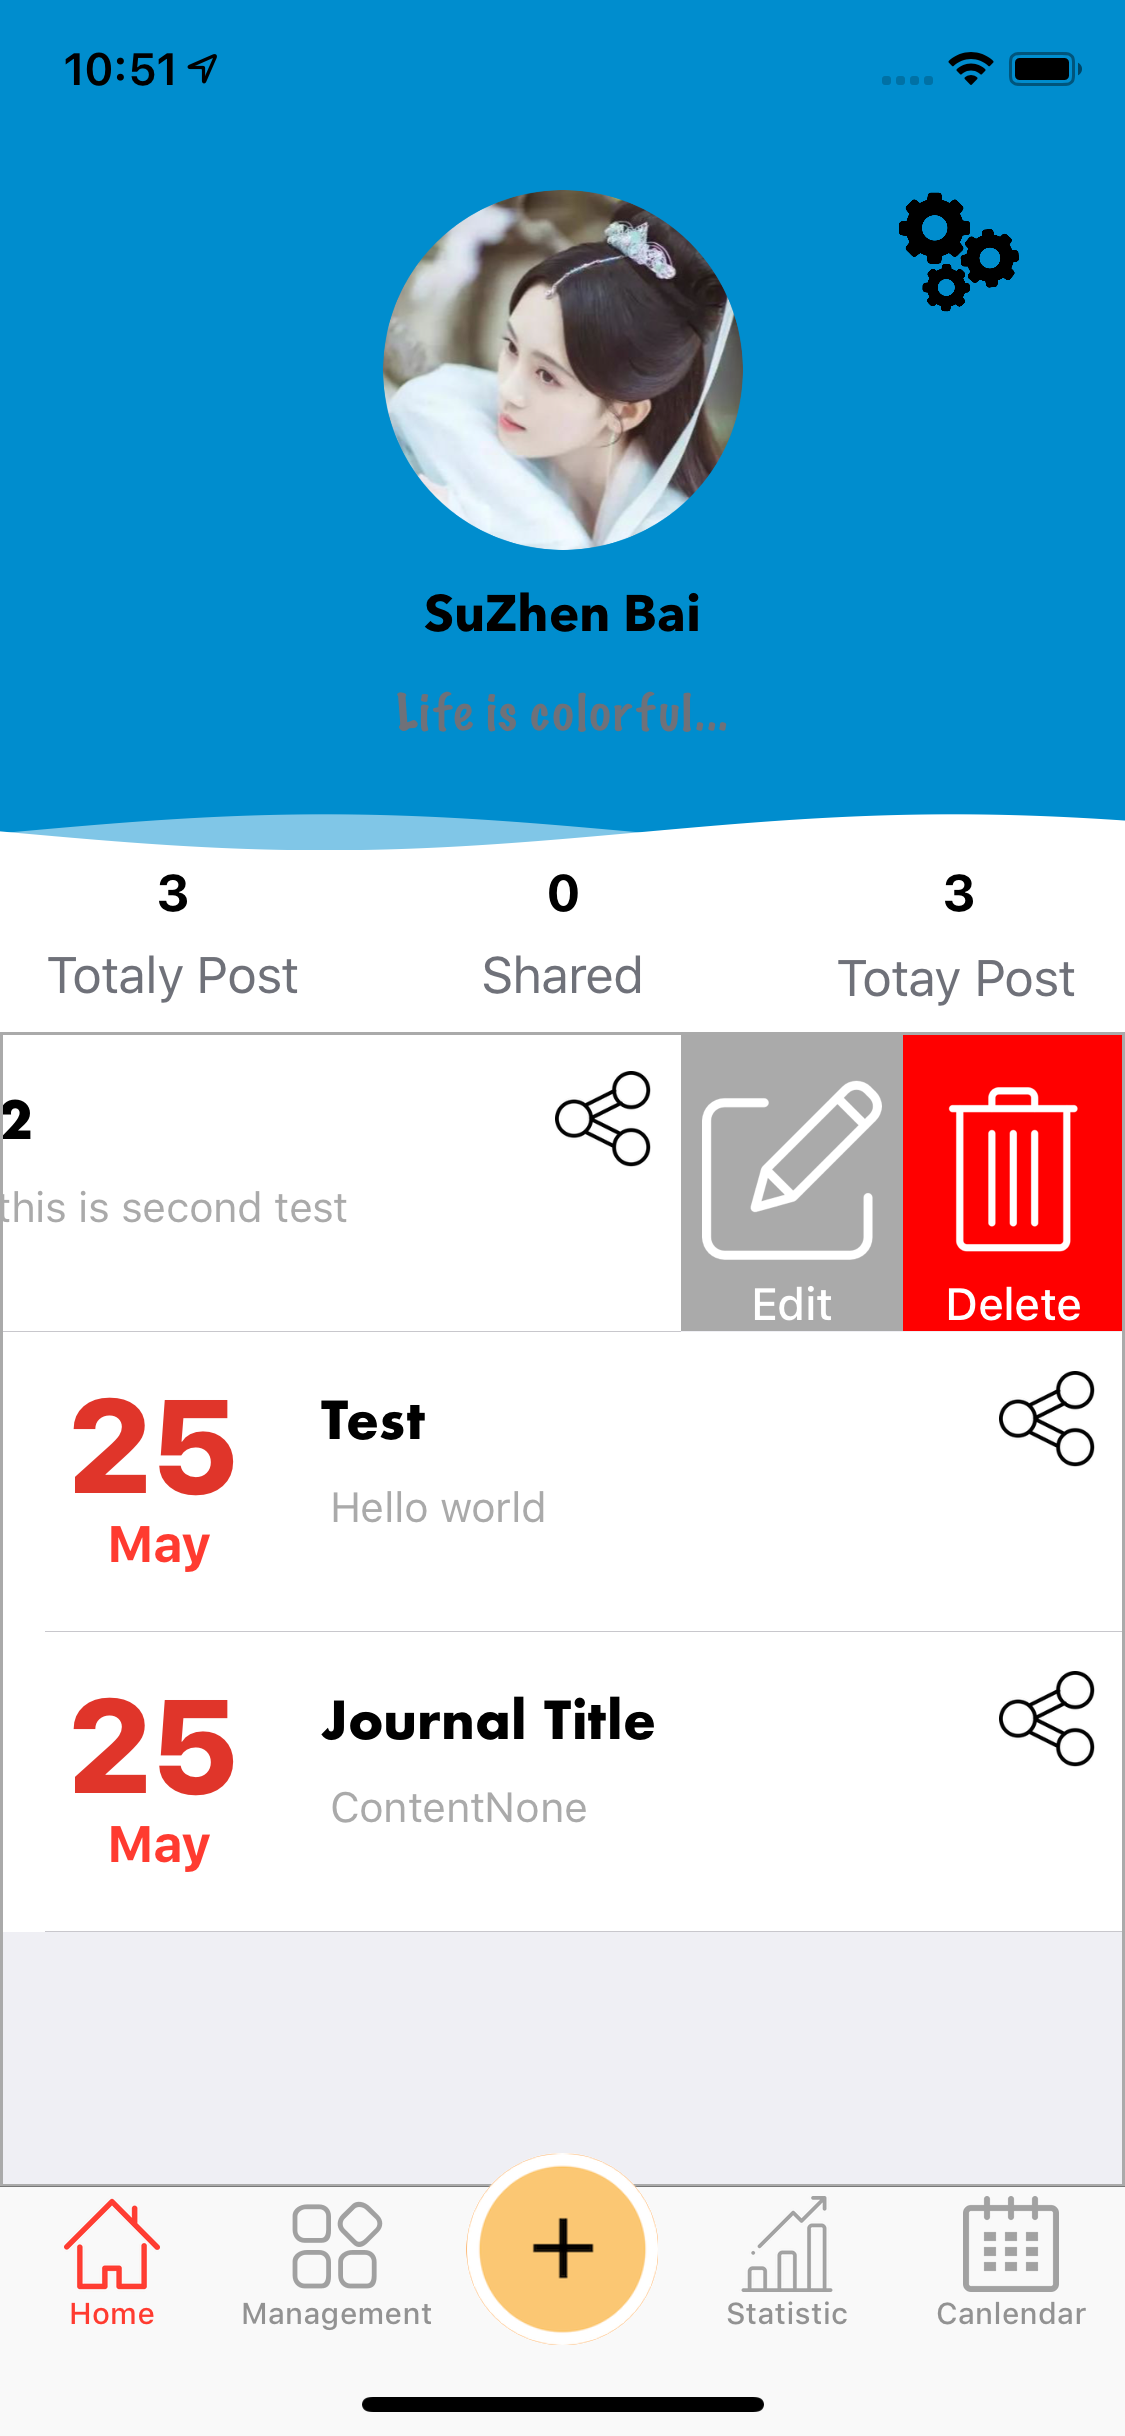 10:51
SuZhen Bai
Life is colorful...
3 0 3
Totaly Post Shared Totay Post
2
this is second test
Edit Delete
25
May
Test
Hello world
25
May
Journal Title
ContentNone
Home Management Statistic Canlendar